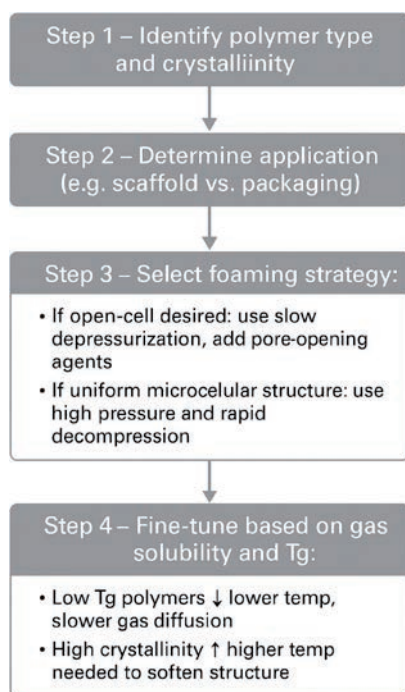 Step 1 – Identify polymer type
and crystalliinity
Step 2 – Determine application
(e.g. scaffold vs. packaging)
Step 3 – Select foaming strategy:
• If open-cell desired: use slow
depressurization, add pore-opening
agents
• If uniform microcelular structure: use
high pressure and rapid
decompression
Step 4 – Fine-tune based on gas
solubility and Tg:
• Low Tg polymers ↓ lower temp,
slower gas diffusion
• High crystallinity ↑ higher temp
needed to soften structure